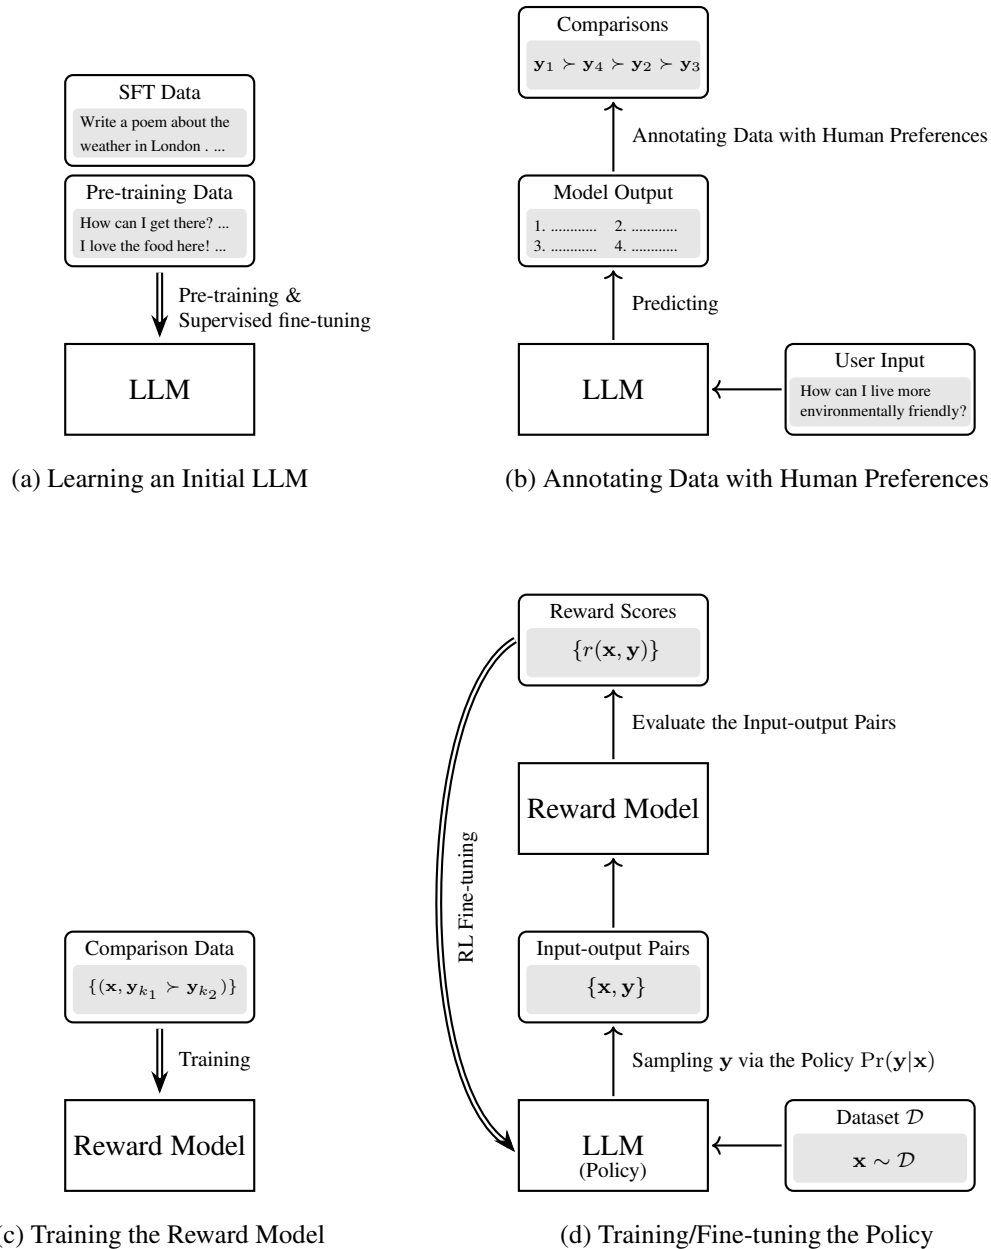 SFT Data
Write a poem about the
weather in London . ...
Pre-training Data
How can I get there? ...
I love the food here! ...
Pre-training &
Supervised fine-tuning
LLM
(a) Learning an Initial LLM
Comparisons
𝐲₁ ≻ 𝐲₄ ≻ 𝐲₂ ≻ 𝐲₃
Annotating Data with Human Preferences
Model Output
1. ............ 2. ............
3. ............ 4. ............
Predicting
LLM
User Input
How can I live more
environmentally friendly?
(b) Annotating Data with Human Preferences
Comparison Data
{(𝐱, 𝐲ₖ₁ ≻ 𝐲ₖ₂)}
Training
Reward Model
(c) Training the Reward Model
Reward Scores
{r(𝐱, 𝐲)}
Evaluate the Input-output Pairs
Reward Model
RL Fine-tuning
Input-output Pairs
{𝐱, 𝐲}
Sampling 𝐲 via the Policy Pr(𝐲|𝐱)
LLM
(Policy)
Dataset 𝒟
𝐱 ∼ 𝒟
(d) Training/Fine-tuning the Policy